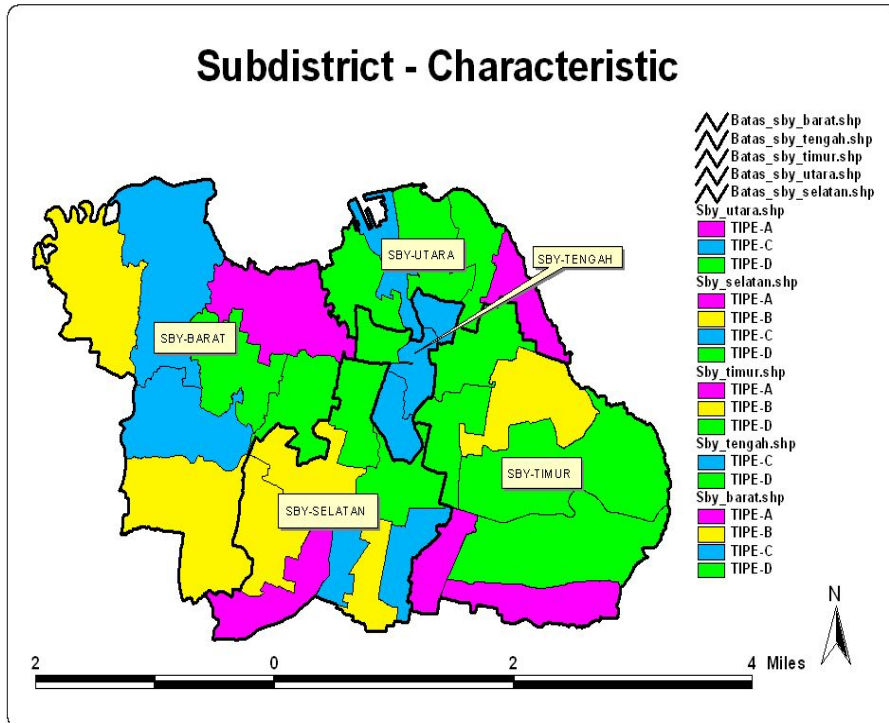 Subdistrict - Characteristic
Batas_sby_barat.shp
Batas_sby_tengah.shp
Batas_sby_timur.shp
Batas_sby_utara.shp
Batas_sby_selatan.shp
Sby_utara.shp
TIPE-A
TIPE-C
TIPE-D
Sby_selatan.shp
TIPE-A
TIPE-B
TIPE-C
TIPE-D
Sby_timur.shp
TIPE-A
TIPE-B
TIPE-D
Sby_tengah.shp
TIPE-C
TIPE-D
Sby_barat.shp
TIPE-A
TIPE-B
TIPE-C
TIPE-D
SBY-UTARA
SBY-TENGAH
SBY-BARAT
SBY-TIMUR
SBY-SELATAN
N
2 0 2 4 Miles